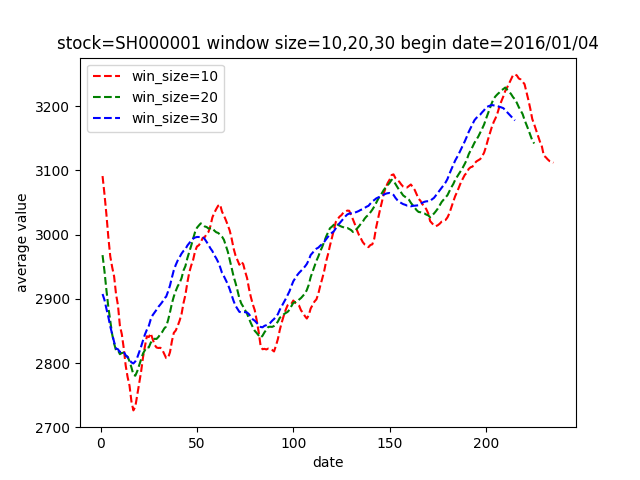 stock=SH000001 window size=10,20,30 begin date=2016/01/04
win_size=10
win_size=20
win_size=30
average value
3200
3100
3000
2900
2800
2700
0 50 100 150 200
date